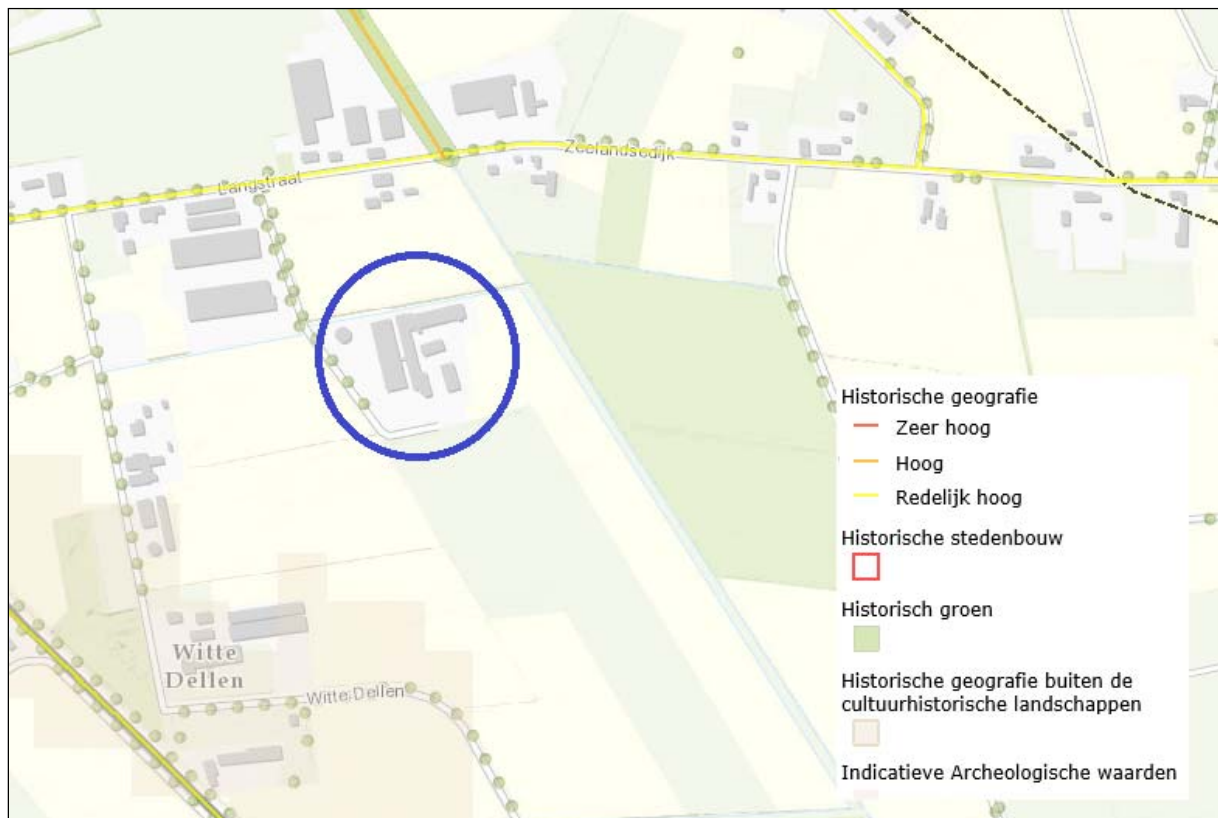 Zeelandsedijk
Langstraat
Historische geografie
Zeer hoog
Hoog
Redelijk hoog
Historische stedenbouw
Historisch groen
Historische geografie buiten de
cultuurhistorische landschappen
Indicatieve Archeologische waarden
Witte
Dellen
Witte Dellen